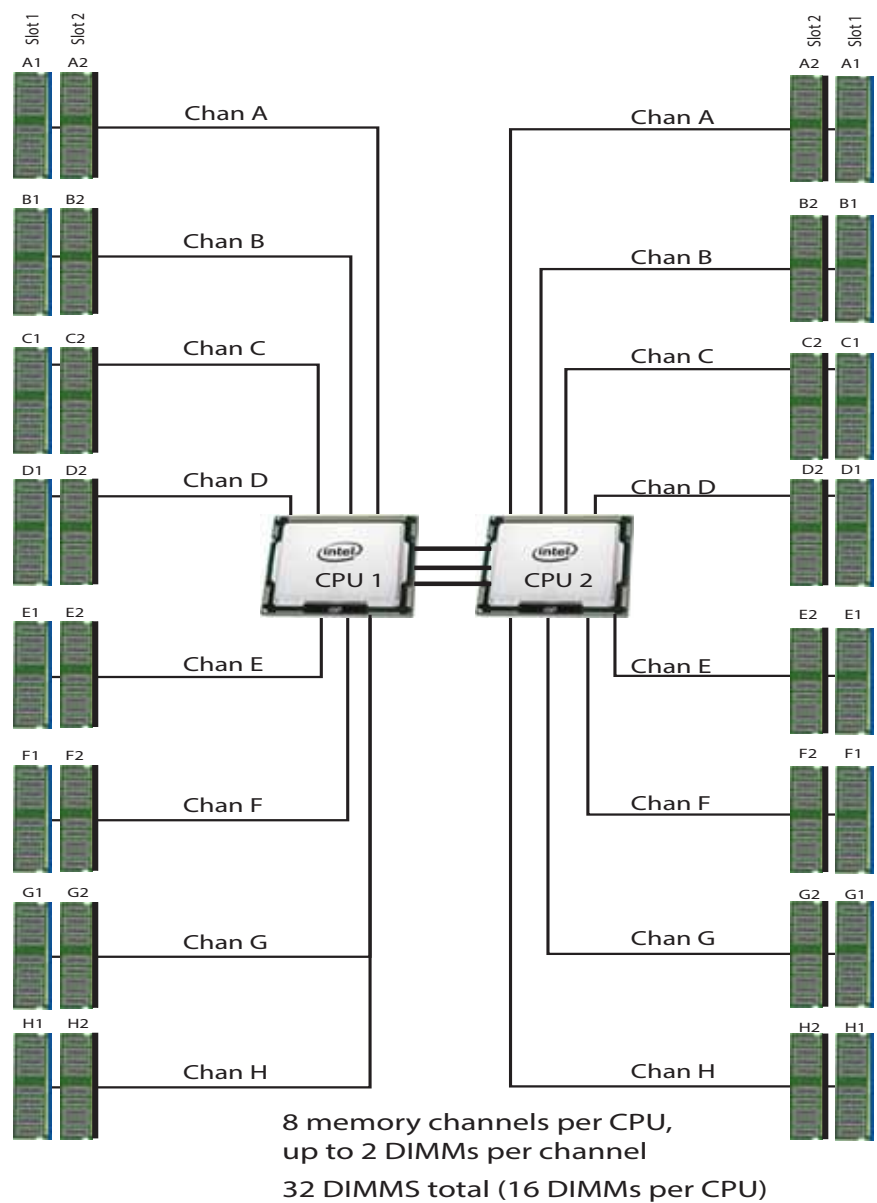 Slot 1 Slot 2 Slot 2 Slot 1
A1 A2 A2 A1
Chan A Chan A
B1 B2 B2 B1
Chan B Chan B
C1 C2 C2 C1
Chan C Chan C
D1 D2 D2 D1
Chan D Chan D
intel intel
CPU 1 CPU 2
E1 E2 E2 E1
Chan E Chan E
F1 F2 F2 F1
Chan F Chan F
G1 G2 G2 G1
Chan G Chan G
H1 H2 H2 H1
Chan H Chan H
8 memory channels per CPU,
up to 2 DIMMs per channel
32 DIMMS total (16 DIMMs per CPU)